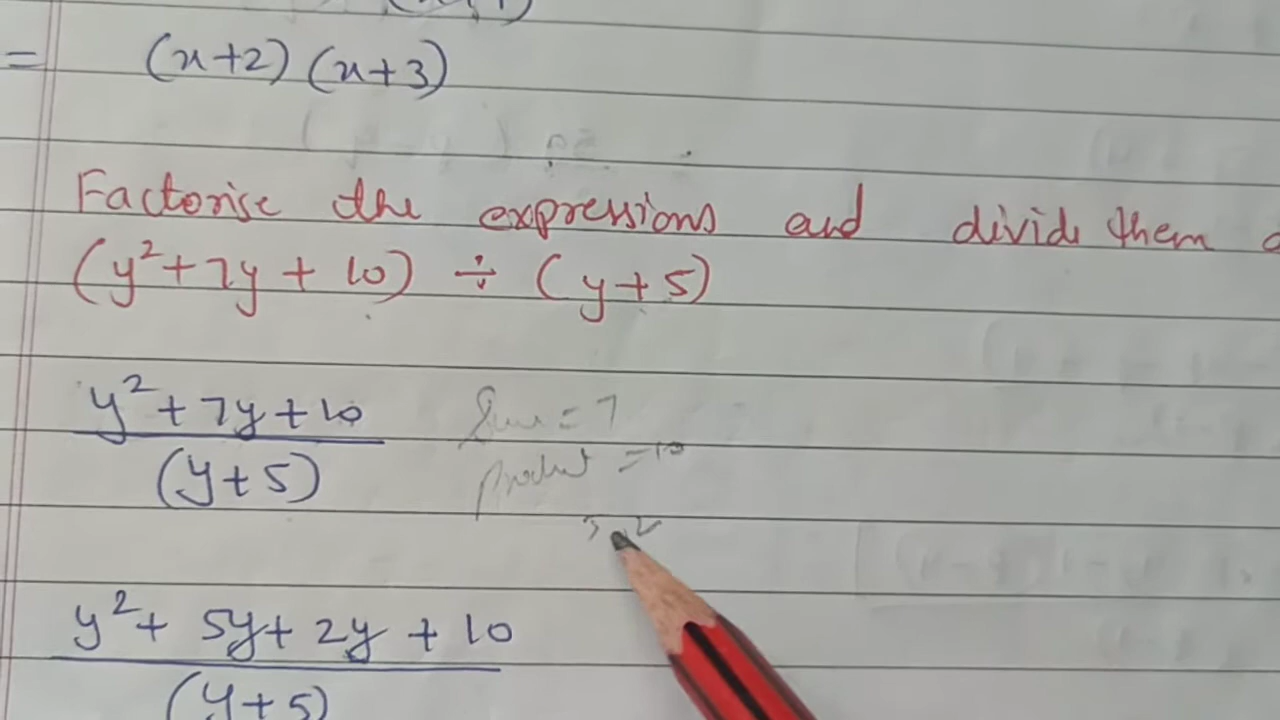 = (x+2) (x+3)
Factorise the expressions and divide them
(y²+7y+10) ÷ (y+5)
y²+7y+10
(y+5)
Sum = 7
product = 10
5, 2
y²+ 5y+ 2y + 10
(y+5)